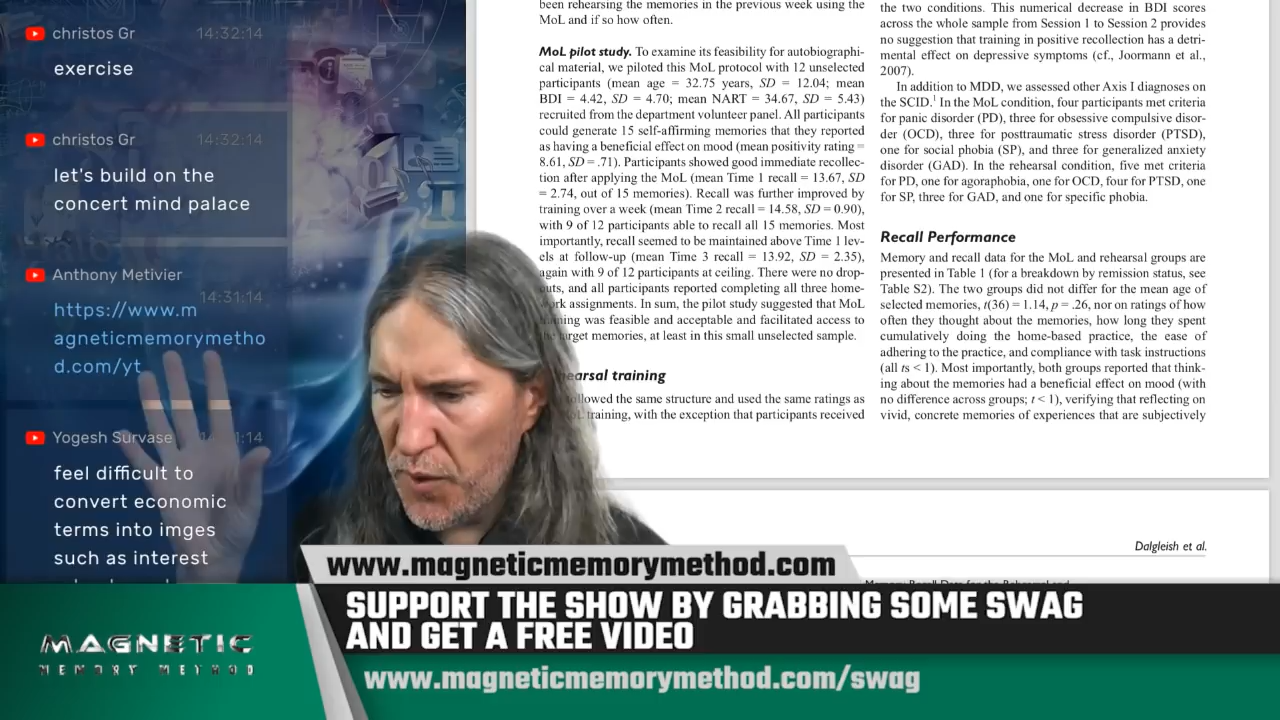 christos Gr
14:32:14
exercise
christos Gr
14:32:14
let's build on the
concert mind palace
Anthony Metivier
14:31:14
https://www.m
agneticmemorymetho
d.com/yt
Yogesh Survase
feel difficult to
convert economic
terms into imges
such as interest
been rehearsing the memories in the previous week using the
MoL and if so how often.
MoL pilot study. To examine its feasibility for autobiographi-
cal material, we piloted this MoL protocol with 12 unselected
participants (mean age = 32.75 years, SD = 12.04; mean
BDI = 4.42, SD = 4.70; mean NART = 34.67, SD = 5.43)
recruited from the department volunteer panel. All participants
could generate 15 self-affirming memories that they reported
as having a beneficial effect on mood (mean positivity rating =
8.61, SD = .71). Participants showed good immediate recollec-
tion after applying the MoL (mean Time 1 recall = 13.67, SD
= 2.74, out of 15 memories). Recall was further improved by
training over a week (mean Time 2 recall = 14.58, SD = 0.90),
with 9 of 12 participants able to recall all 15 memories. Most
importantly, recall seemed to be maintained above Time 1 lev-
els at follow-up (mean Time 3 recall = 13.92, SD = 2.35),
again with 9 of 12 participants at ceiling. There were no drop-
outs, and all participants reported completing all three home-
work assignments. In sum, the pilot study suggested that MoL
training was feasible and acceptable and facilitated access to
the target memories, at least in this small unselected sample.
Rehearsal training
followed the same structure and used the same ratings as
MoL training, with the exception that participants received
the two conditions. This numerical decrease in BDI scores
across the whole sample from Session 1 to Session 2 provides
no suggestion that training in positive recollection has a detri-
mental effect on depressive symptoms (cf., Joormann et al.,
2007).
In addition to MDD, we assessed other Axis I diagnoses on
the SCID.1 In the MoL condition, four participants met criteria
for panic disorder (PD), three for obsessive compulsive disor-
der (OCD), three for posttraumatic stress disorder (PTSD),
one for social phobia (SP), and three for generalized anxiety
disorder (GAD). In the rehearsal condition, five met criteria
for PD, one for agoraphobia, one for OCD, four for PTSD, one
for SP, three for GAD, and one for specific phobia.
Recall Performance
Memory and recall data for the MoL and rehearsal groups are
presented in Table 1 (for a breakdown by remission status, see
Table S2). The two groups did not differ for the mean age of
selected memories, t(36) = 1.14, p = .26, nor on ratings of how
often they thought about the memories, how long they spent
cumulatively doing the home-based practice, the ease of
adhering to the practice, and compliance with task instructions
(all ts < 1). Most importantly, both groups reported that think-
ing about the memories had a beneficial effect on mood (with
no difference across groups; t < 1), verifying that reflecting on
vivid, concrete memories of experiences that are subjectively
Dalgleish et al.
www.magneticmemorymethod.com
SUPPORT THE SHOW BY GRABBING SOME SWAG
AND GET A FREE VIDEO
www.magneticmemorymethod.com/swag
MAGNETIC
MEMORY METHOD